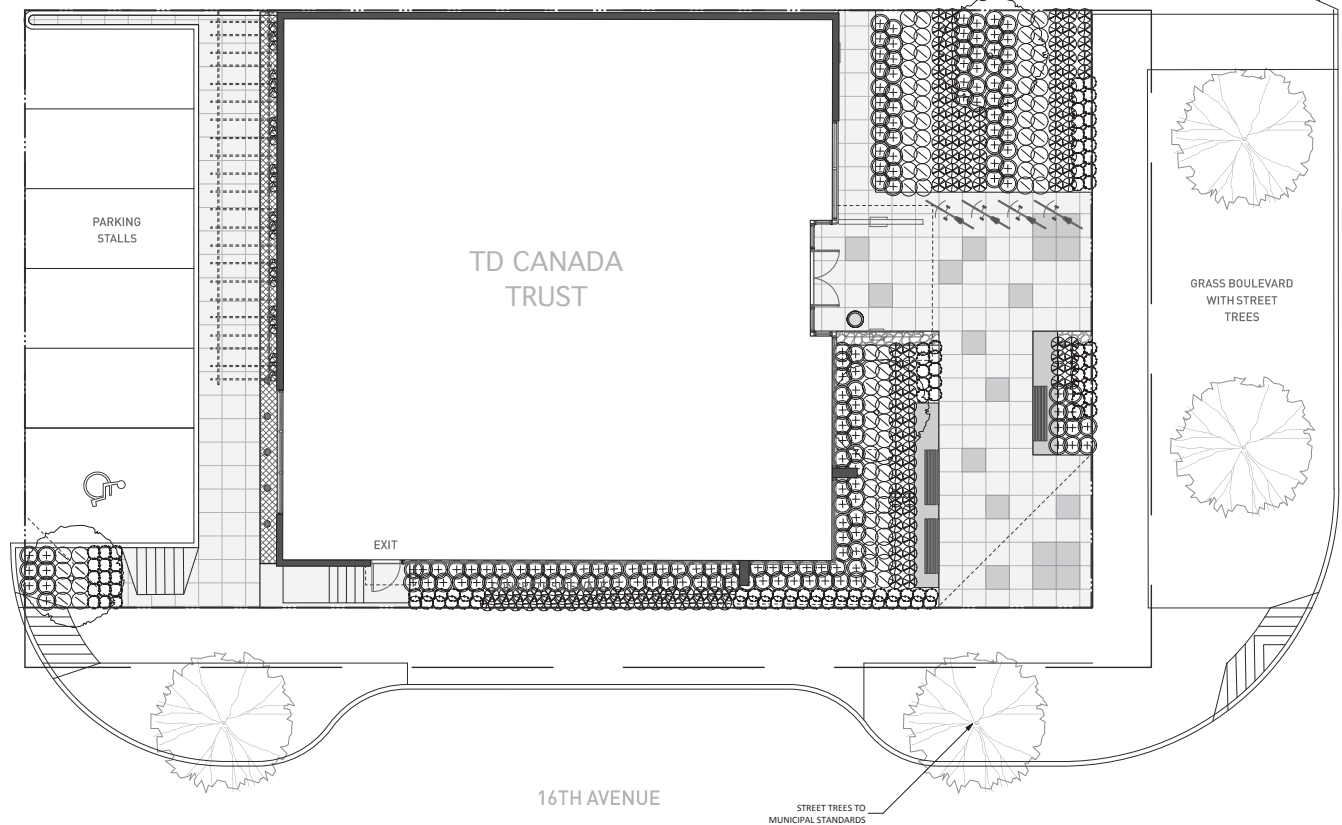 PARKING
STALLS
TD CANADA
TRUST
GRASS BOULEVARD
WITH STREET
TREES
EXIT
16TH AVENUE
STREET TREES TO
MUNICIPAL STANDARDS